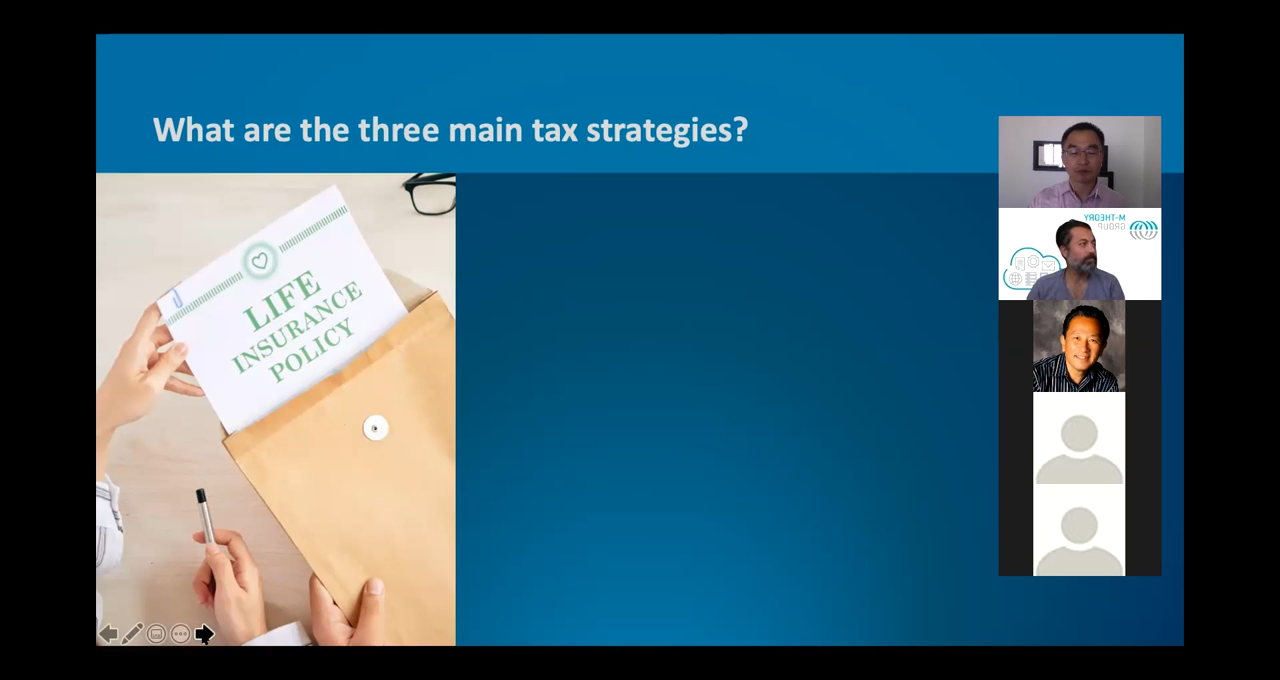 What are the three main tax strategies?
LIFE
INSURANCE
POLICY
M-THEORY
GROUP